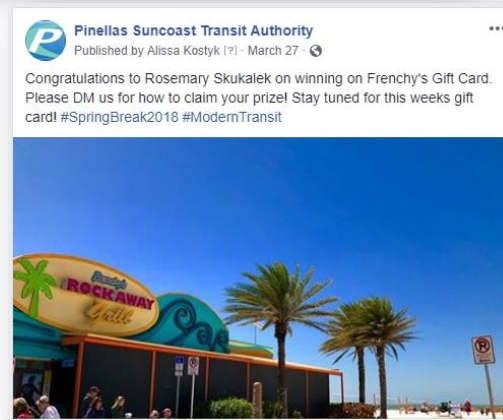 Pinellas Suncoast Transit Authority
Published by Alissa Kostyk [?] · March 27 ·
Congratulations to Rosemary Skukalek on winning on Frenchy's Gift Card.
Please DM us for how to claim your prize! Stay tuned for this weeks gift
card! #SpringBreak2018 #ModernTransit
Frenchy's
ROCKAWAY
Grill